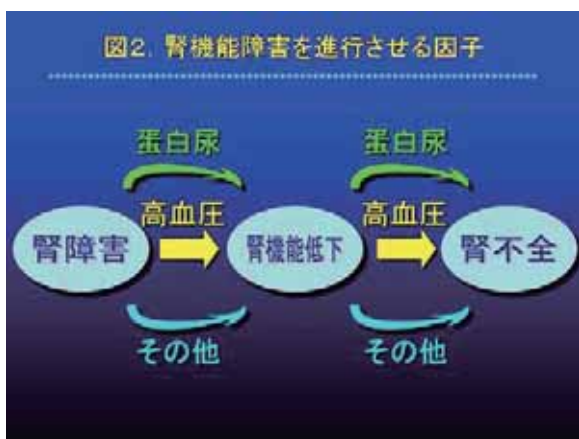 図2. 腎機能障害を進行させる因子
蛋白尿 蛋白尿
高血圧 高血圧
腎障害 腎機能低下 腎不全
その他 その他